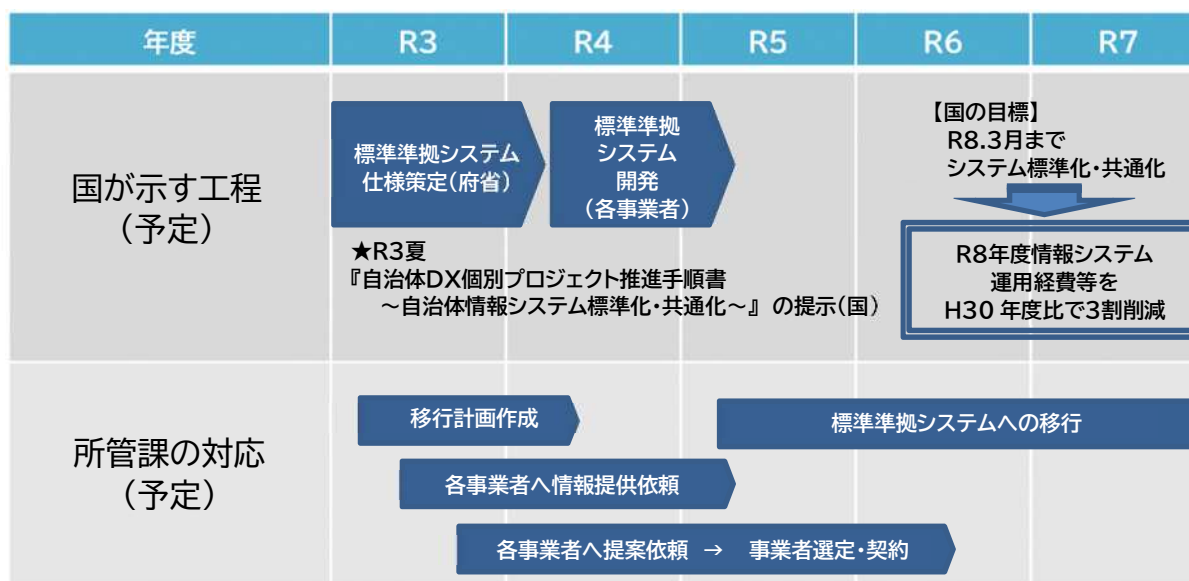 年度 R3 R4 R5 R6 R7
国が示す工程
（予定）
標準準拠システム
仕様策定（府省）
標準準拠
システム
開発
（各事業者）
【国の目標】
R8.3月まで
システム標準化・共通化
★R3夏
『自治体DX個別プロジェクト推進手順書
～自治体情報システム標準化・共通化～』の提示（国）
R8年度情報システム
運用経費等を
H30 年度比で3割削減
所管課の対応
（予定）
移行計画作成
標準準拠システムへの移行
各事業者へ情報提供依頼
各事業者へ提案依頼 → 事業者選定・契約